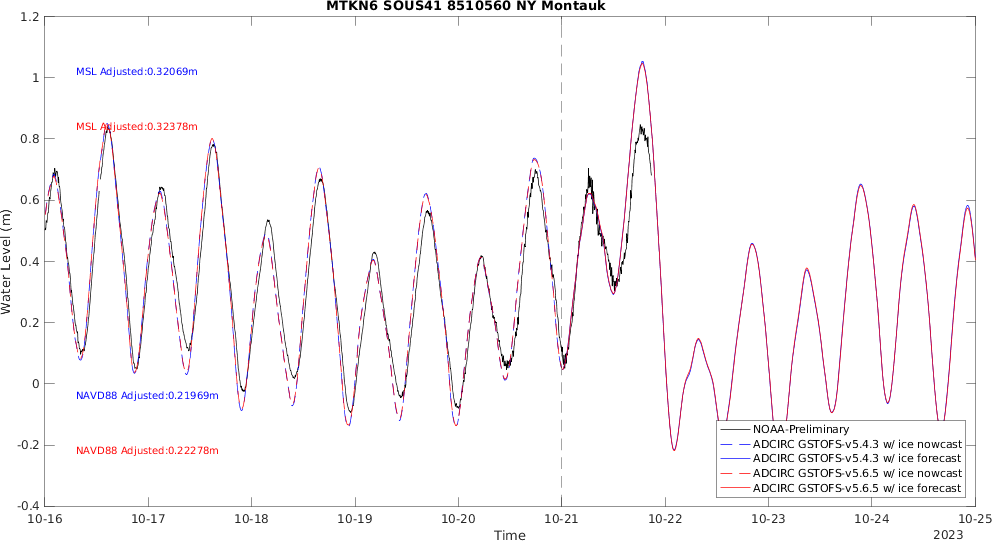 MTKN6 SOUS41 8510560 NY Montauk
1.2
1
0.8
0.6
0.4
0.2
0
-0.2
-0.4
Water Level (m)
MSL Adjusted:0.32069m
MSL Adjusted:0.32378m
NAVD88 Adjusted:0.21969m
NAVD88 Adjusted:0.22278m
NOAA-Preliminary
ADCIRC GSTOFS-v5.4.3 w/ ice nowcast
ADCIRC GSTOFS-v5.4.3 w/ ice forecast
ADCIRC GSTOFS-v5.6.5 w/ ice nowcast
ADCIRC GSTOFS-v5.6.5 w/ ice forecast
10-16 10-17 10-18 10-19 10-20 10-21 10-22 10-23 10-24 10-25
Time
2023